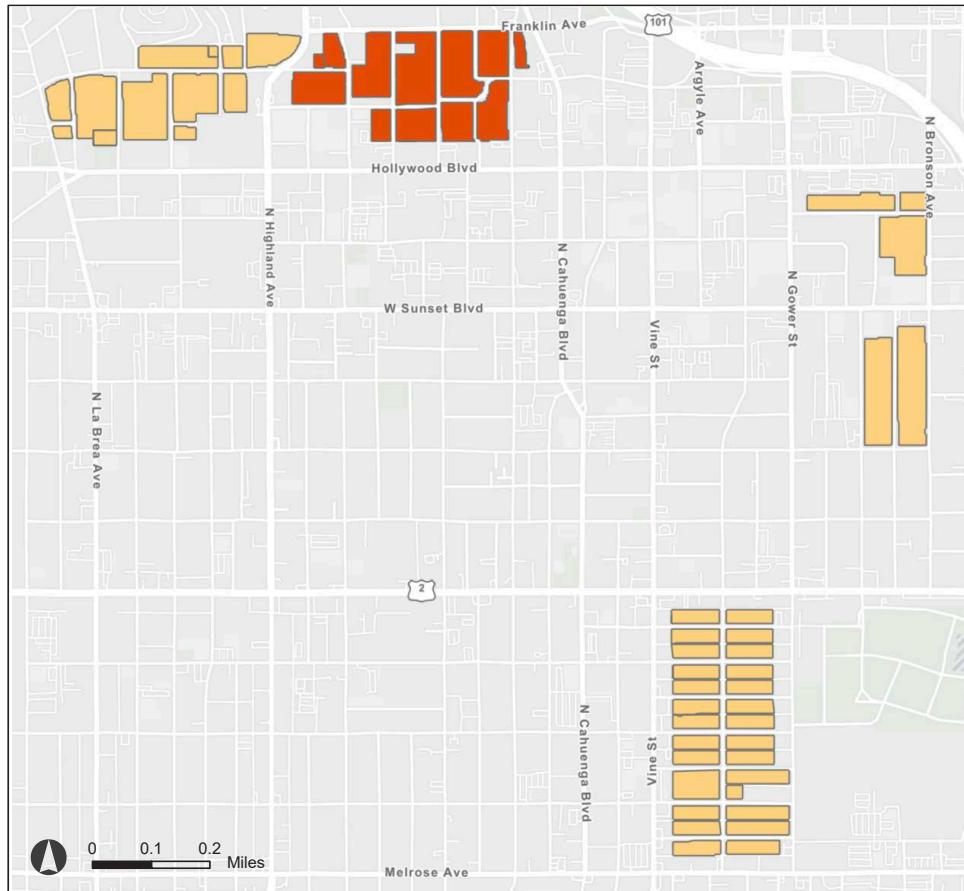 Franklin Ave
101
Argyle Ave
N Bronson Ave
Hollywood Blvd
N Highland Ave
N Cahuenga Blvd
N Gower St
W Sunset Blvd
Vine St
N La Brea Ave
2
N Cahuenga Blvd
Vine
St
0 0.1 0.2
Miles
Melrose Ave